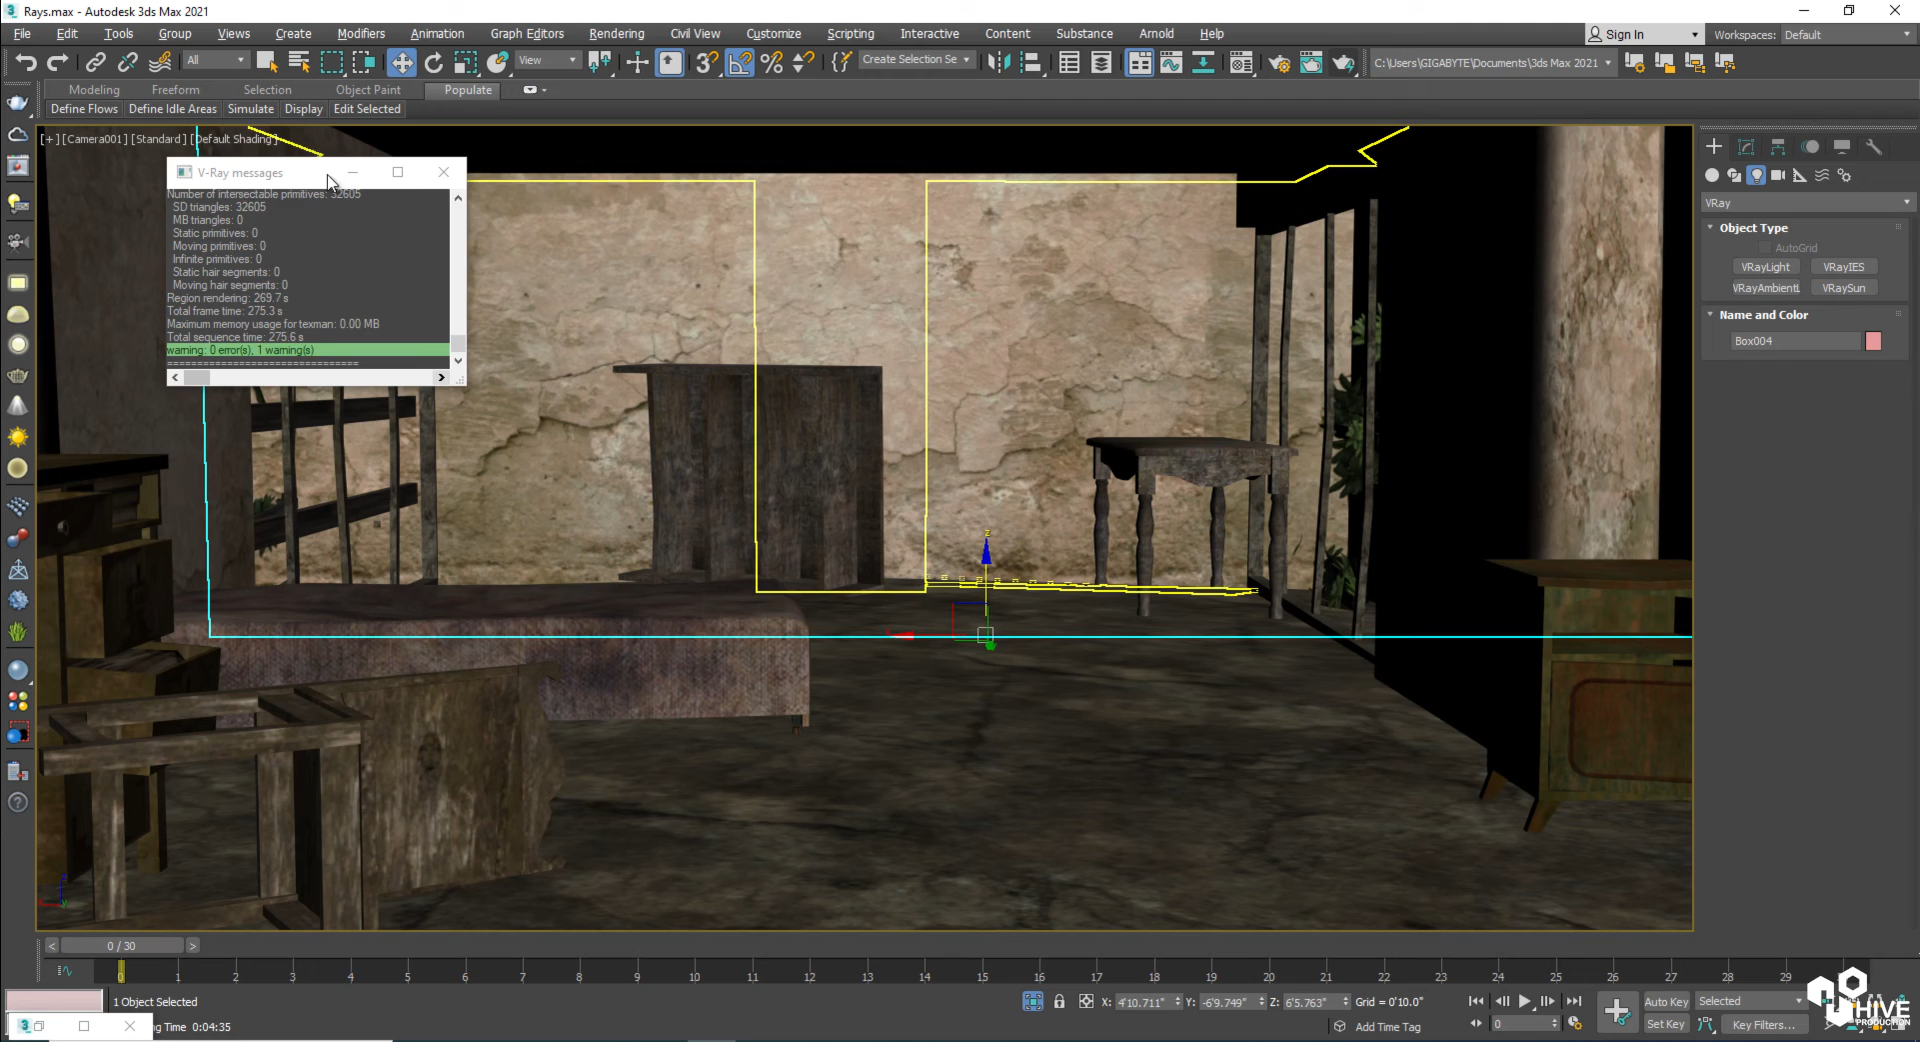 Rays.max - Autodesk 3ds Max 2021
File Edit Tools Group Views Create Modifiers Animation Graph Editors Rendering Civil View Customize Scripting Interactive Content Substance Arnold Help
Sign In
Workspaces: Default
All
View
Create Selection Se
C:\Users\GIGABYTE\Documents\3ds Max 2021
Modeling Freeform Selection Object Paint Populate
Define Flows Define Idle Areas Simulate Display Edit Selected
[+] [Camera001] [Standard] [Default Shading]
V-Ray messages
Number of intersectable primitives: 32605
SD triangles: 32605
MB triangles: 0
Static primitives: 0
Moving primitives: 0
Infinite primitives: 0
Static hair segments: 0
Moving hair segments: 0
Region rendering: 269.7 s
Total frame time: 275.3 s
Maximum memory usage for texman: 0.00 MB
Total sequence time: 275.6 s
warning: 0 error(s), 1 warning(s)
==============================
VRay
Object Type
AutoGrid
VRayLight VRayIES
VRayAmbientL VRaySun
Name and Color
Box004
z
0 / 30
0 1 2 3 4 5 6 7 8 9 10 11 12 13 14 15 16 17 18 19 20 21 22 23 24 25 26 27 28 29
1 Object Selected
X: 4'10.711" Y: -6'9.749" Z: 6'5.763" Grid = 0'10.0"
Auto Key Selected
ng Time 0:04:35
Add Time Tag
0
Set Key Key Filters...
HIVE
PRODUCTION